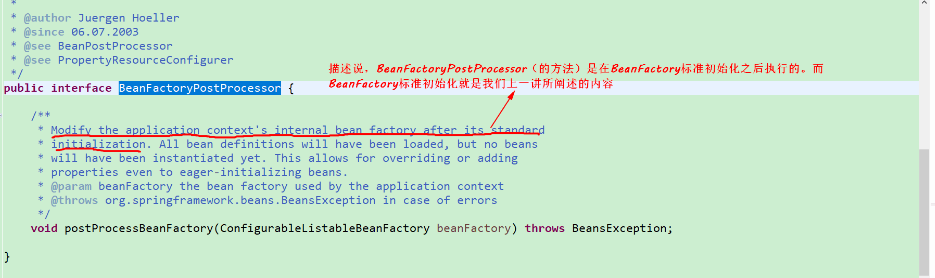 *
* @author Juergen Hoeller
* @since 06.07.2003
* @see BeanPostProcessor
* @see PropertyResourceConfigurer
*/
描述说，BeanFactoryPostProcessor（的方法）是在BeanFactory标准初始化之后执行的。而
BeanFactory标准初始化就是我们上一讲所阐述的内容
public interface BeanFactoryPostProcessor {
/**
* Modify the application context's internal bean factory after its standard
* initialization. All bean definitions will have been loaded, but no beans
* will have been instantiated yet. This allows for overriding or adding
* properties even to eager-initializing beans.
* @param beanFactory the bean factory used by the application context
* @throws org.springframework.beans.BeansException in case of errors
*/
void postProcessBeanFactory(ConfigurableListableBeanFactory beanFactory) throws BeansException;
}